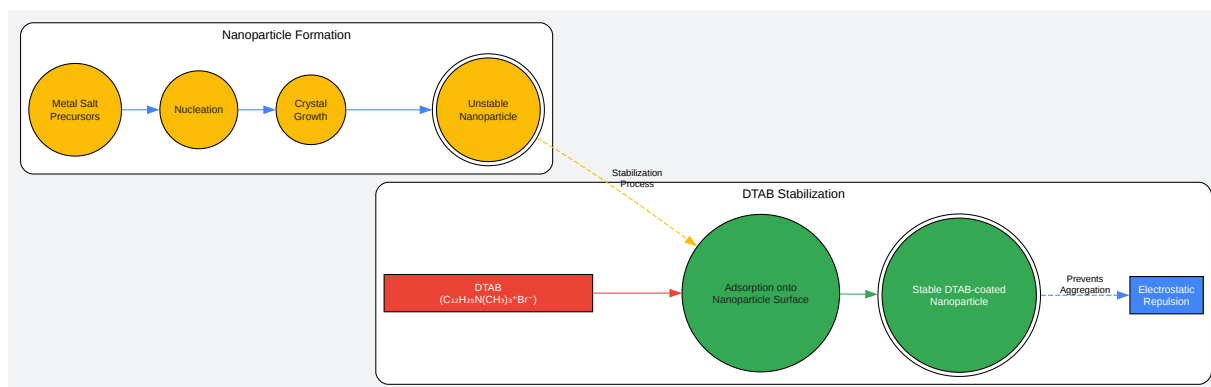 Nanoparticle Formation
Metal Salt
Precursors
Nucleation
Crystal
Growth
Unstable
Nanoparticle
Stabilization
Process
DTAB Stabilization
DTAB
(C₁₂H₂₅N(CH₃)₃⁺Br⁻)
Adsorption onto
Nanoparticle Surface
Stable DTAB-coated
Nanoparticle
Prevents
Aggregation
Electrostatic
Repulsion